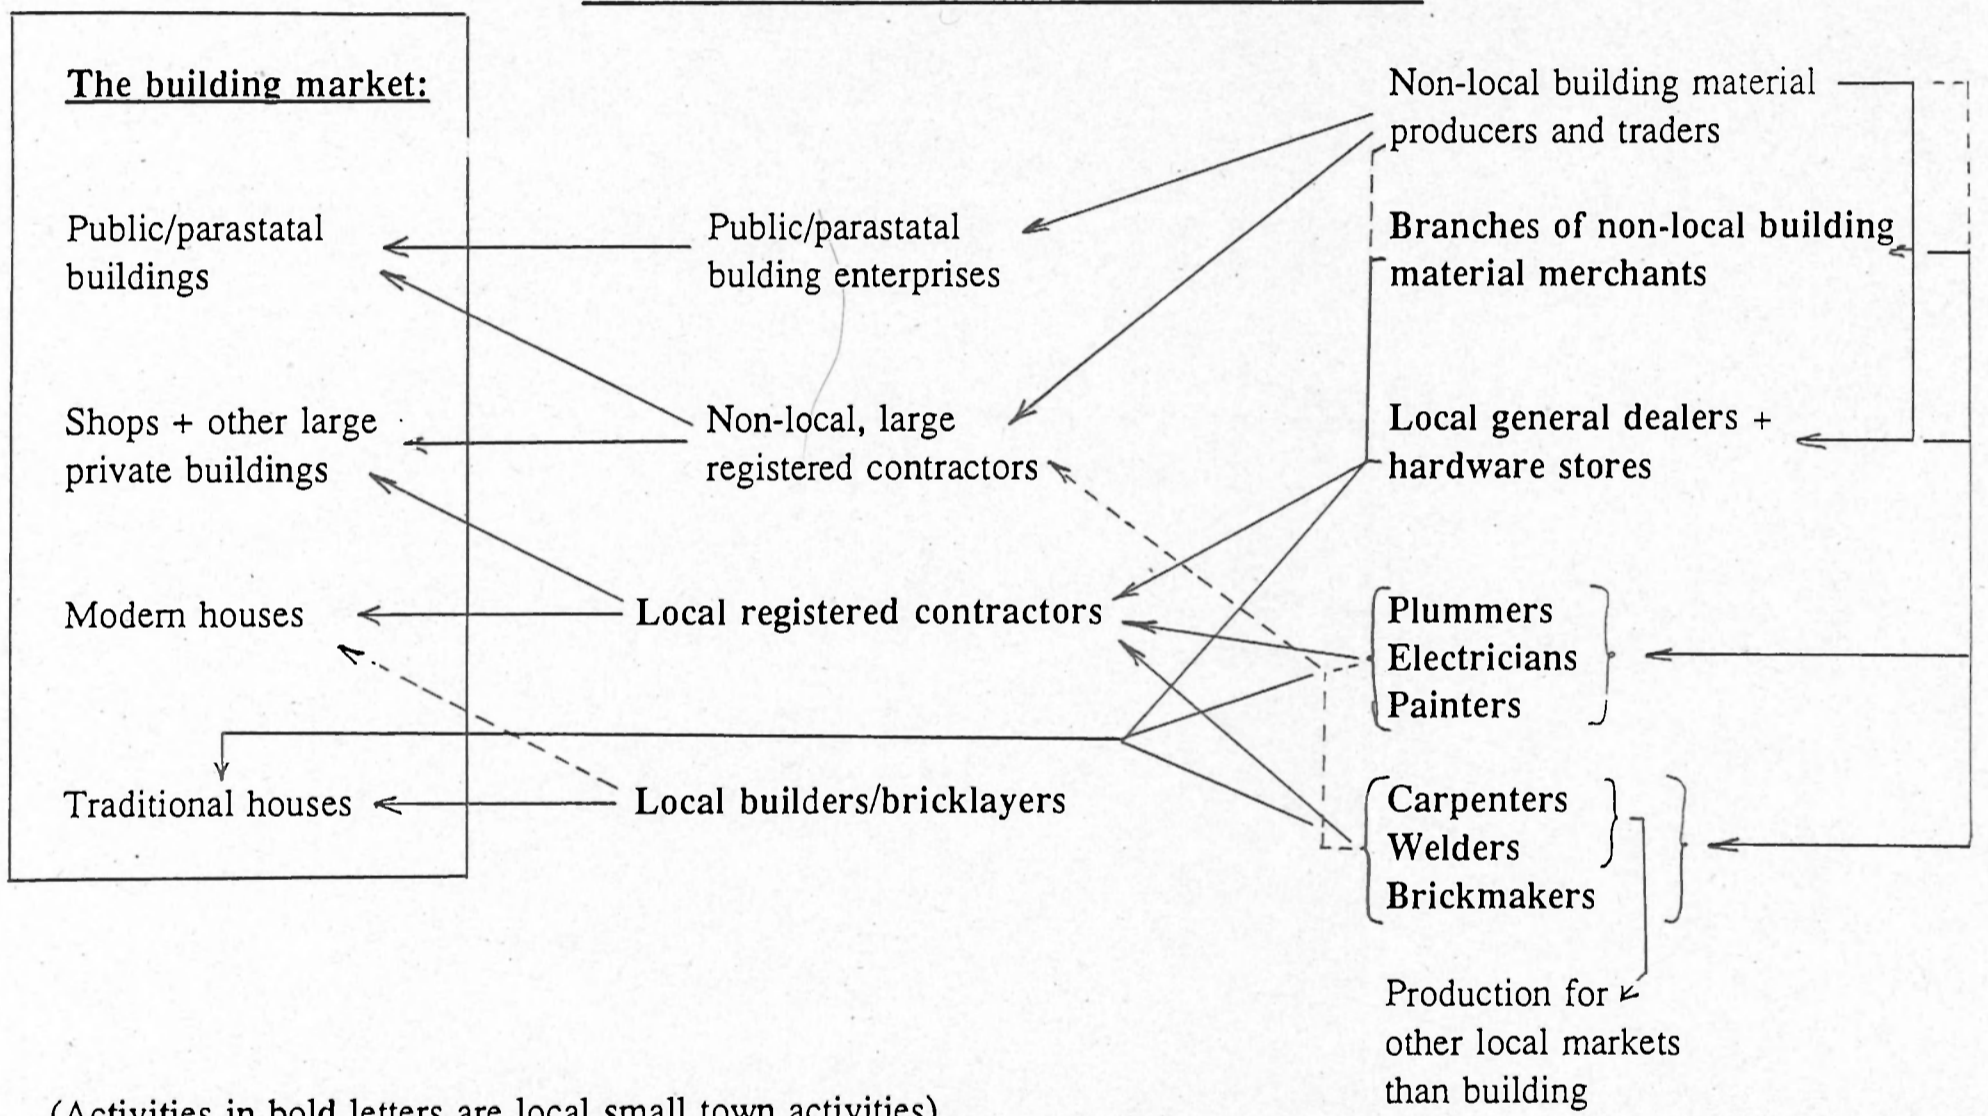 The building market:
Public/parastatal
buildings
Shops + other large
private buildings
Modern houses
Traditional houses
Public/parastatal
bulding enterprises
Non-local, large
registered contractors
Local registered contractors
Local builders/bricklayers
Non-local building material
producers and traders
Branches of non-local building
material merchants
Local general dealers +
hardware stores
Plummers
Electricians
Painters
Carpenters
Welders
Brickmakers
Production for
other local markets
than building
(Activities in bold letters are local small town activities)